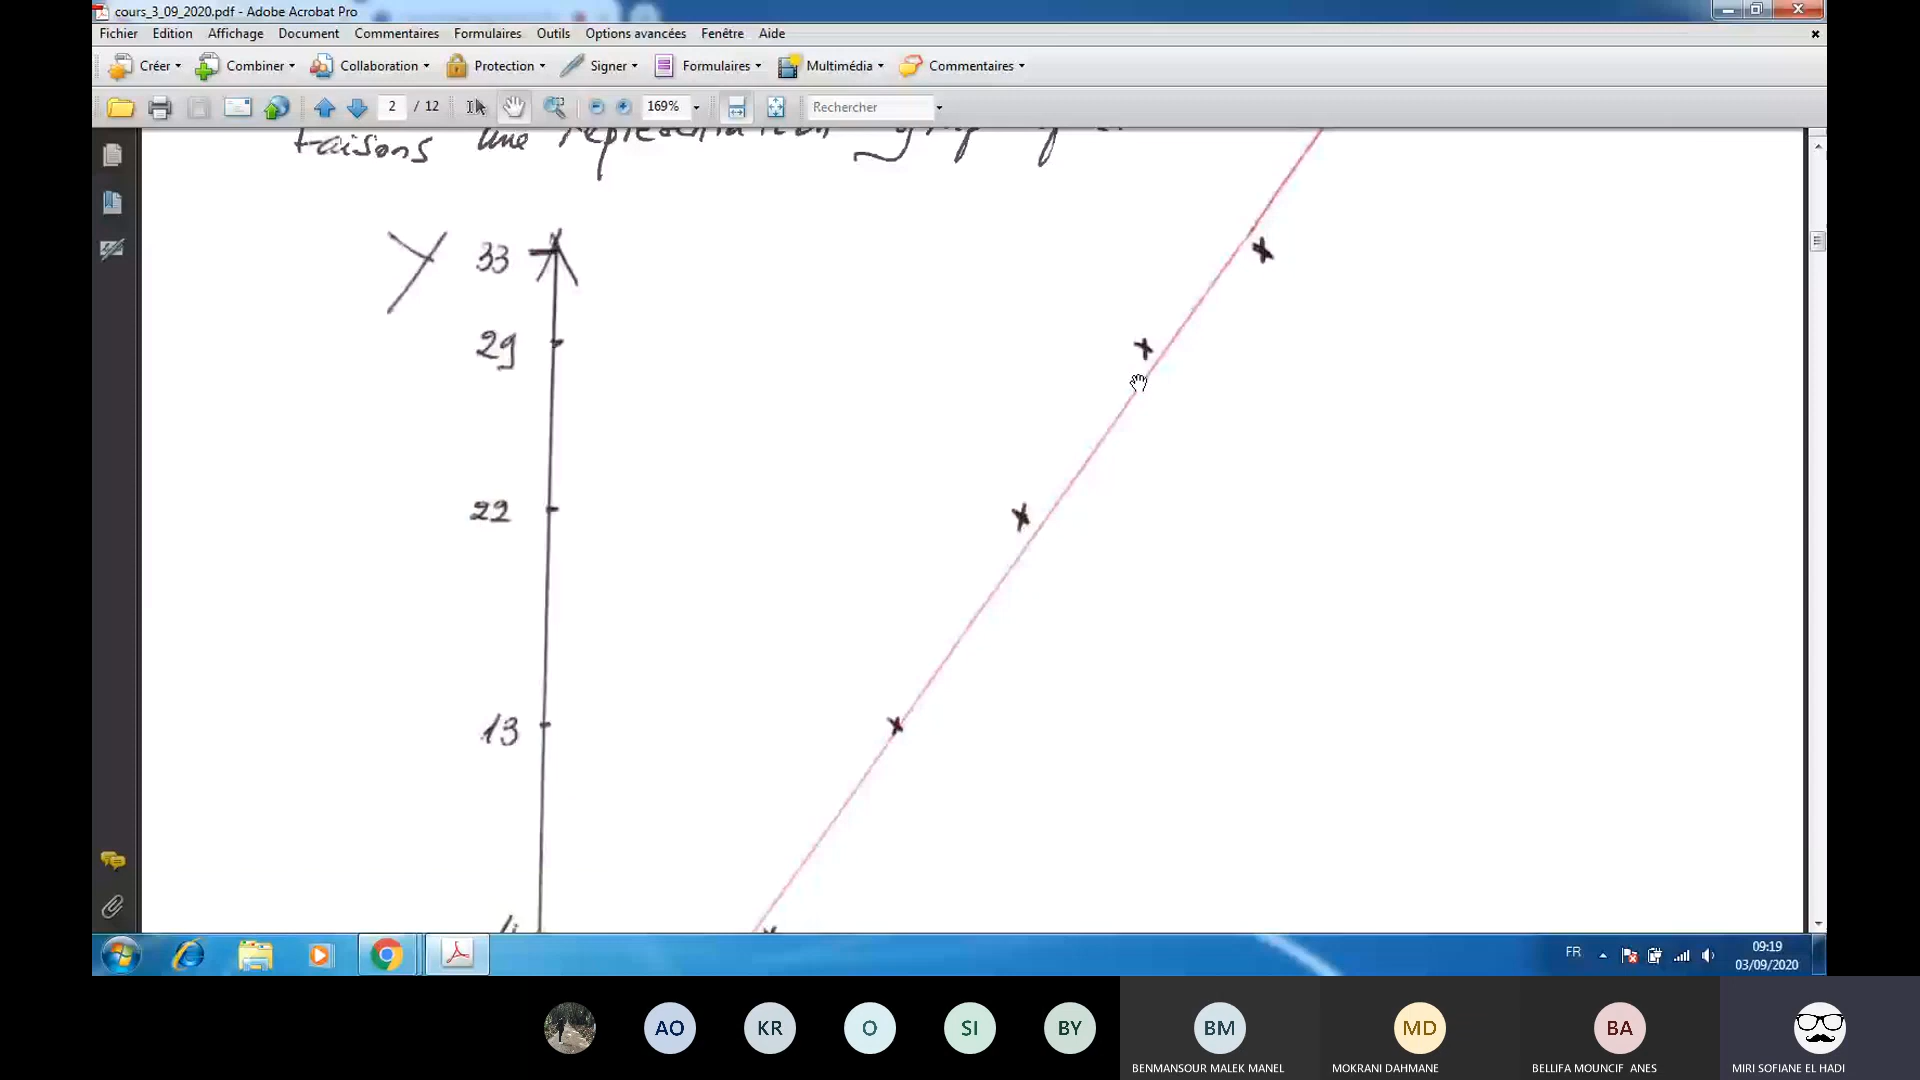 cours_3_09_2020.pdf - Adobe Acrobat Pro
Fichier Edition Affichage Document Commentaires Formulaires Outils Options avancées Fenêtre Aide
Créer Combiner Collaboration Protection Signer Formulaires Multimédia Commentaires
2 / 12 169% Rechercher
faisons une représentation
Y 33
29
22
13
4
FR 09:19
03/09/2020
AO KR O SI BY BM MD BA
BENMANSOUR MALEK MANEL MOKRANI DAHMANE BELLIFA MOUNCIF ANES MIRI SOFIANE EL HADI